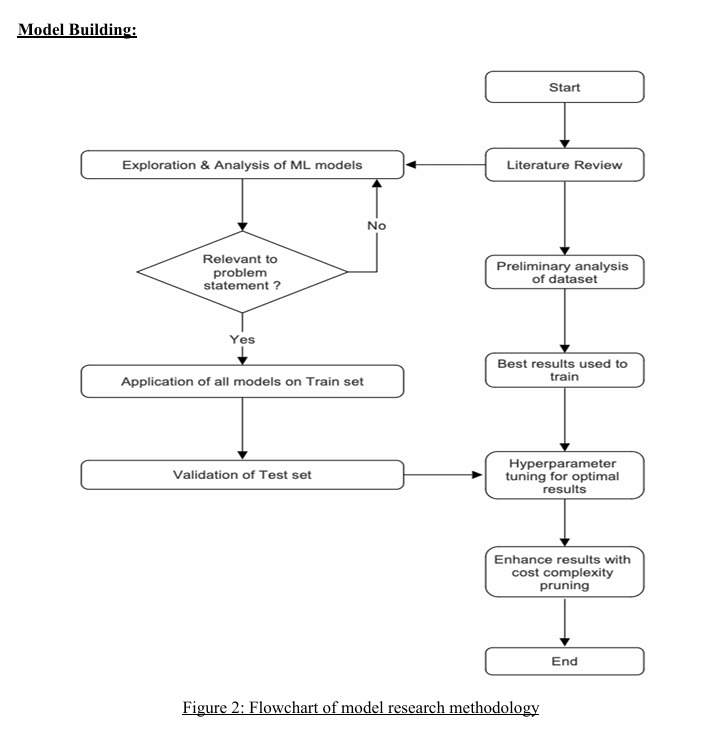 Model Building:
Start
Exploration & Analysis of ML models
Literature Review
No
Relevant to
problem
statement ?
Preliminary analysis
of dataset
Yes
Application of all models on Train set
Best results used to
train
Validation of Test set
Hyperparameter
tuning for optimal
results
Enhance results with
cost complexity
pruning
End
Figure 2: Flowchart of model research methodology